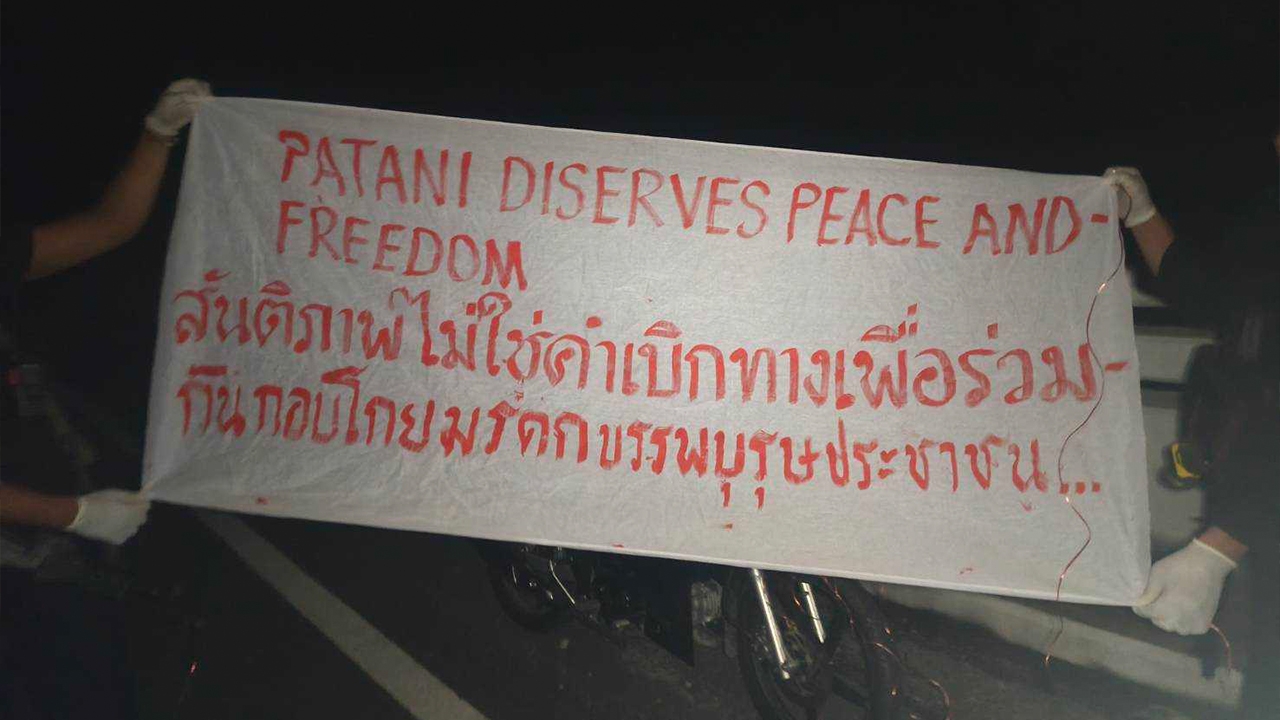 PATANI DISERVES PEACE AND-
FREEDOM
สันติภาพไม่ใช่คำเบิกทางเพื่อร่วม-
กินกอบโกยมรดกบรรพบุรุษประชาชน...